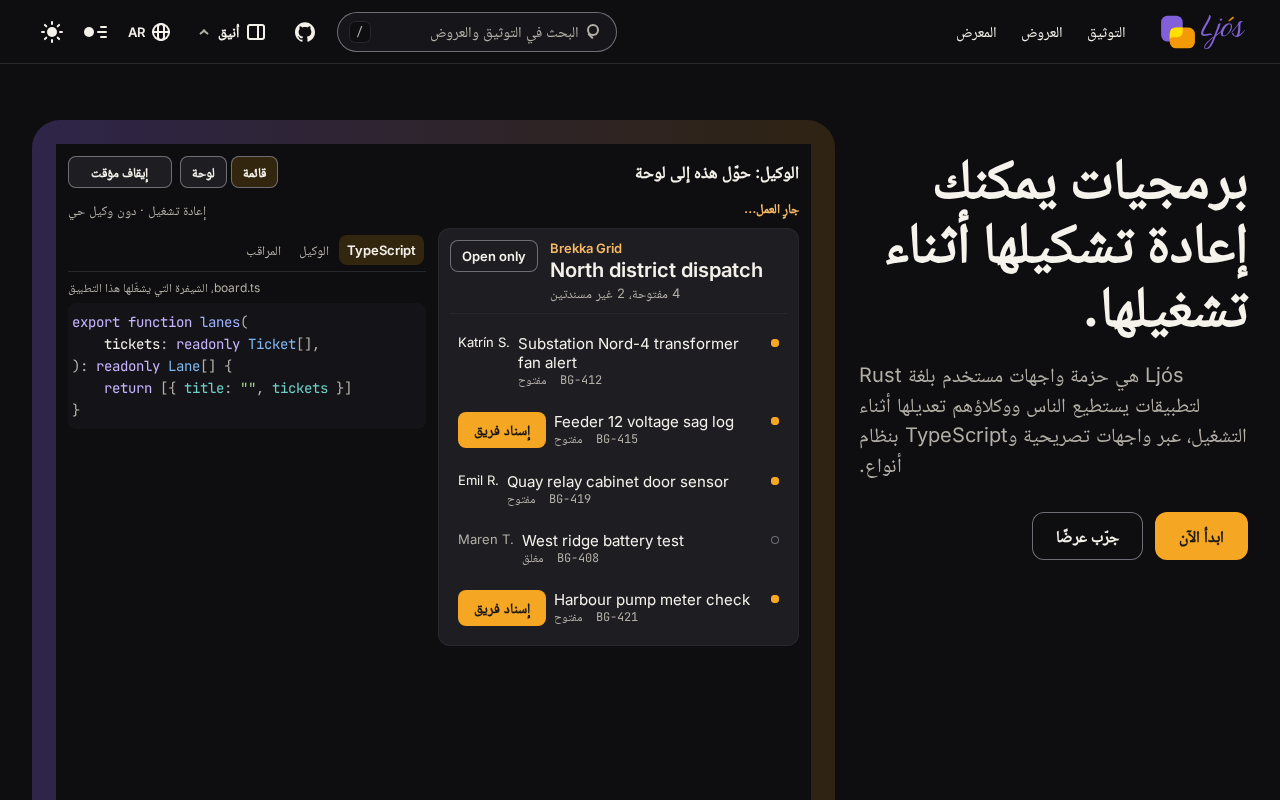 Ljós
التوثيق
العروض
المعرض
البحث في التوثيق والعروض
/
أنيق
AR
برمجيات يمكنك
إعادة تشكيلها أثناء
تشغيلها.
Ljós هي حزمة واجهات مستخدم بلغة Rust
لتطبيقات يستطيع الناس ووكلاؤهم تعديلها أثناء
التشغيل، عبر واجهات تصريحية وTypeScript بنظام
أنواع.
ابدأ الآن
جرّب عرضًا
الوكيل: حوّل هذه إلى لوحة
قائمة
لوحة
إيقاف مؤقت
جارٍ العمل...
إعادة تشغيل · دون وكيل حي
Brekka Grid
North district dispatch
4 مفتوحة، 2 غير مسندتين
Open only
Substation Nord-4 transformer
fan alert
مفتوح BG-412
Katrín S.
Feeder 12 voltage sag log
مفتوح BG-415
إسناد فريق
Quay relay cabinet door sensor
مفتوح BG-419
Emil R.
West ridge battery test
مغلق BG-408
Maren T.
Harbour pump meter check
مفتوح BG-421
إسناد فريق
TypeScript
الوكيل
المراقب
board.ts، الشيفرة التي يشغّلها هذا التطبيق
export function lanes(
    tickets: readonly Ticket[],
): readonly Lane[] {
    return [{ title: "", tickets }]
}